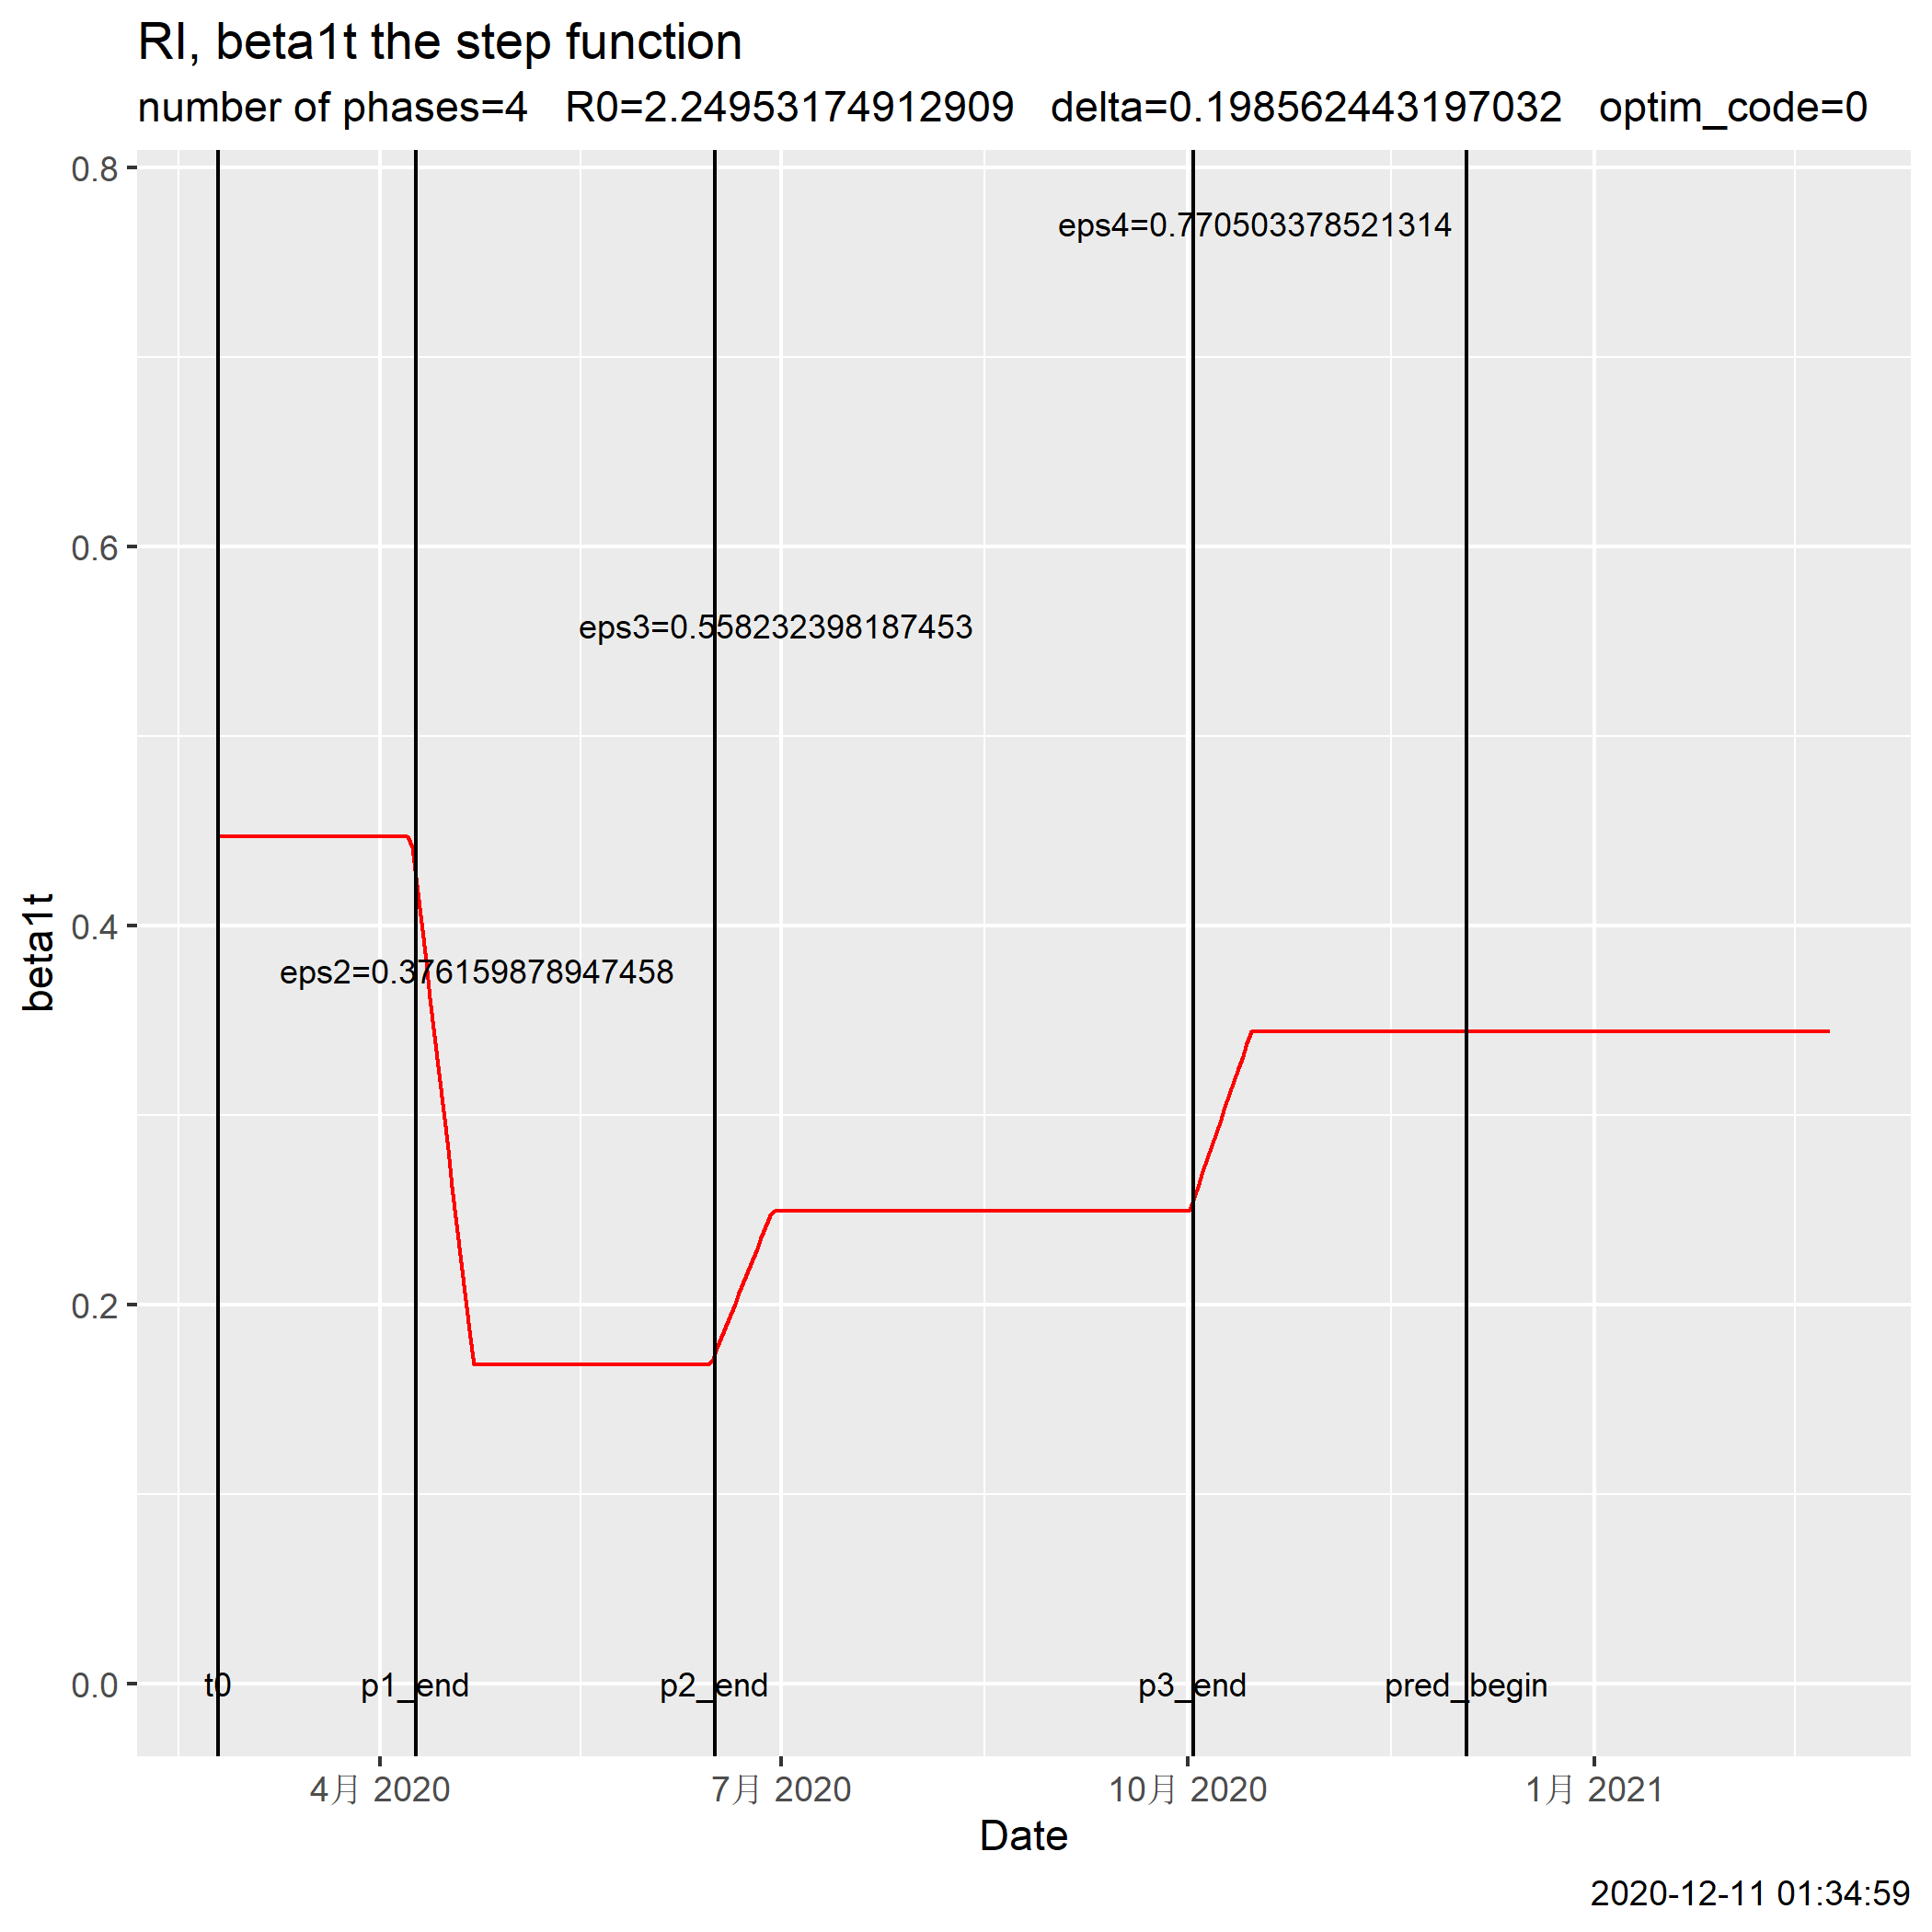 RI, beta1t the step function
number of phases=4   R0=2.24953174912909   delta=0.198562443197032   optim_code=0
0.8
eps4=0.770503378521314
0.6
eps3=0.558232398187453
0.4
eps2=0.376159878947458
beta1t
0.2
0.0
t0
p1_end
p2_end
p3_end
pred_begin
4月 2020
7月 2020
10月 2020
1月 2021
Date
2020-12-11 01:34:59